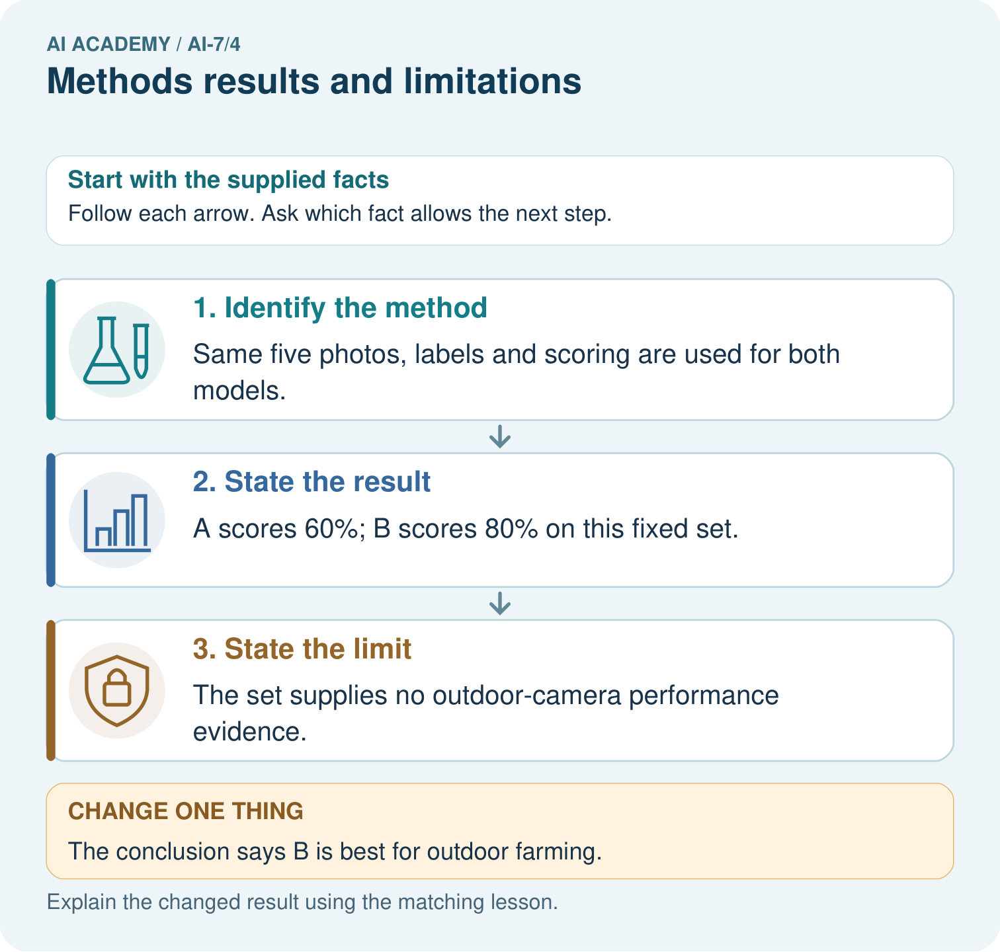 AI ACADEMY / AI-7/4
Methods results and limitations
Start with the supplied facts
Follow each arrow. Ask which fact allows the next step.
1. Identify the method
Same five photos, labels and scoring are used for both
models.
2. State the result
A scores 60%; B scores 80% on this fixed set.
3. State the limit
The set supplies no outdoor-camera performance
evidence.
CHANGE ONE THING
The conclusion says B is best for outdoor farming.
Explain the changed result using the matching lesson.